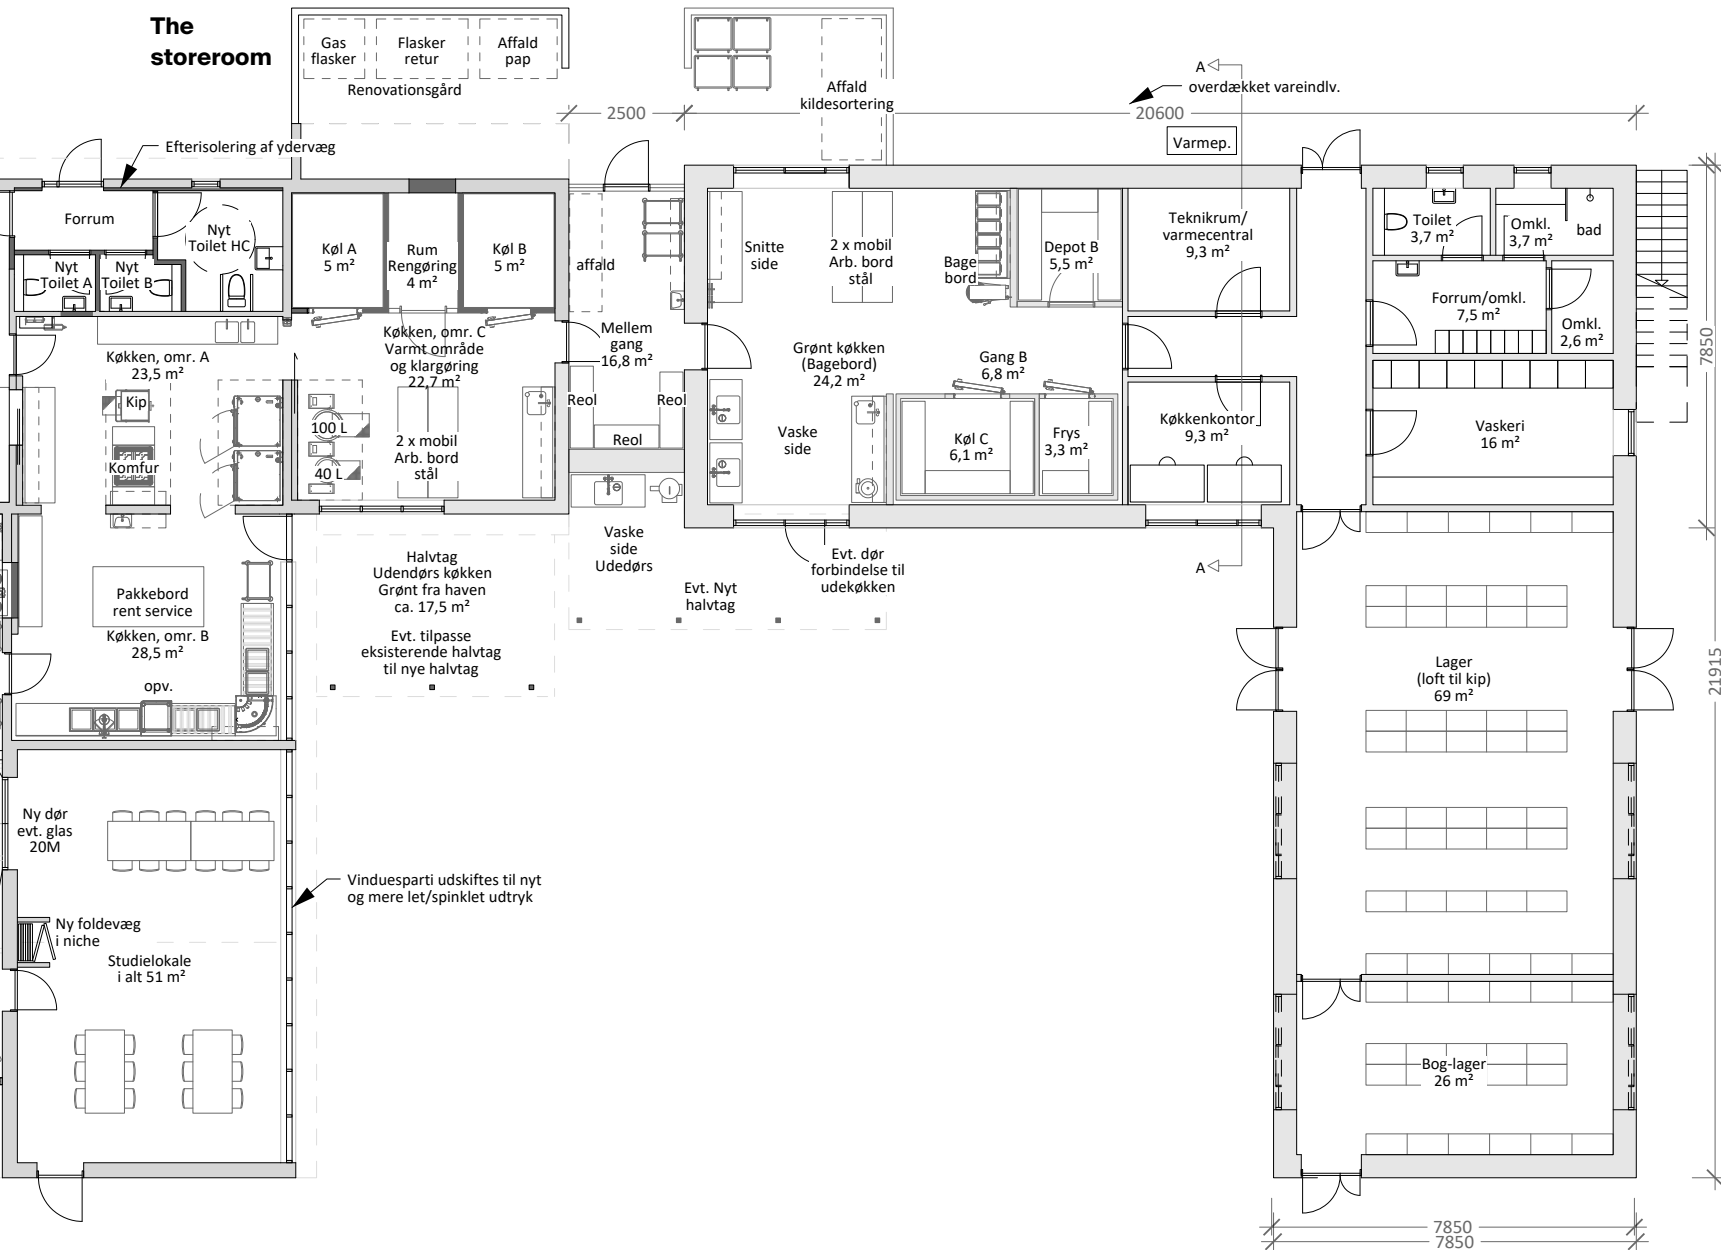 The
storeroom
Gas
flasker
Flasker
retur
Affald
pap
Renovationsgård
Affald
kildesortering
A
overdækket vareindlv.
2500
20600
Varmep.
Efterisolering af ydervæg
Forrum
Nyt
Toilet HC
Nyt
Toilet A
Nyt
Toilet B
Køl A
5 m²
Rum
Rengøring
4 m²
Køl B
5 m²
affald
Snitte
side
2 x mobil
Arb. bord
stål
Bage
bord
Depot B
5,5 m²
Teknikrum/
varmecentral
9,3 m²
Toilet
3,7 m²
Omkl.
3,7 m²
bad
Forrum/omkl.
7,5 m²
Omkl.
2,6 m²
7850
Køkken, omr. A
23,5 m²
Køkken, omr. C
Varmt område
og klargøring
22,7 m²
Mellem
gang
16,8 m²
Grønt køkken
(Bagebord)
24,2 m²
Gang B
6,8 m²
Kip
Komfur
100 L
40 L
2 x mobil
Arb. bord
stål
Reol
Reol
Reol
Vaske
side
Køl C
6,1 m²
Frys
3,3 m²
Køkkenkontor
9,3 m²
Vaskeri
16 m²
Vaske
side
Udedørs
Evt. dør
forbindelse til
udekøkken
A
Evt. Nyt
halvtag
Halvtag
Udendørs køkken
Grønt fra haven
ca. 17,5 m²
Evt. tilpasse
eksisterende halvtag
til nye halvtag
Pakkebord
rent service
Køkken, omr. B
28,5 m²
opv.
Lager
(loft til kip)
69 m²
21915
Ny dør
evt. glas
20M
Vinduesparti udskiftes til nyt
og mere let/spinklet udtryk
Ny foldevæg
i niche
Studielokale
i alt 51 m²
Bog-lager
26 m²
7850
7850